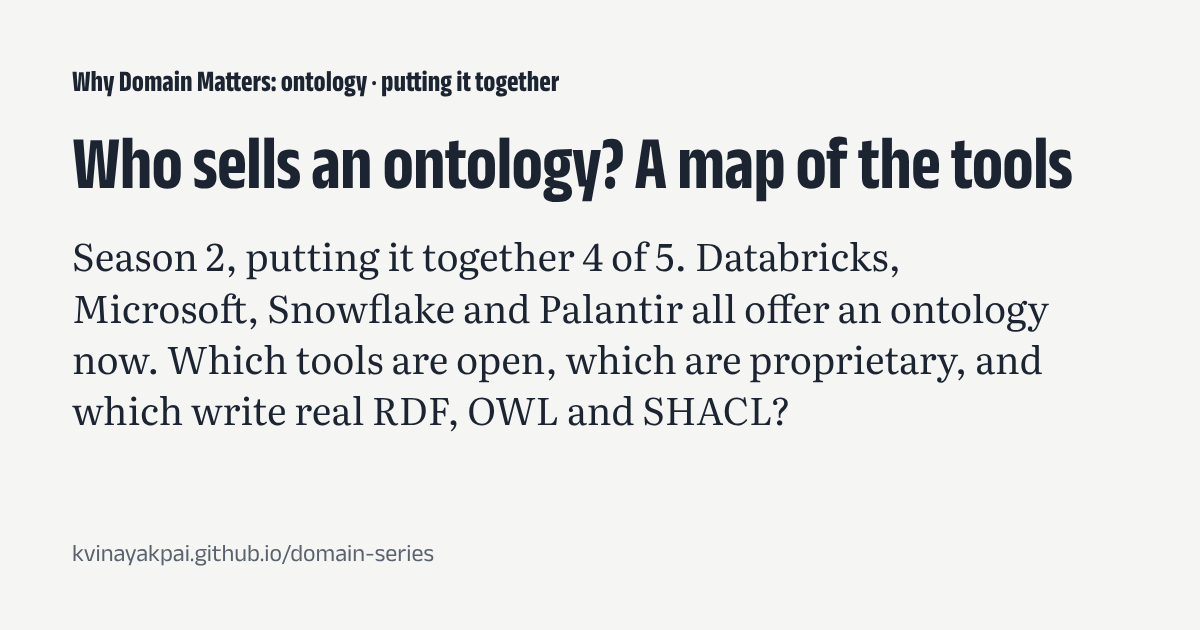 Why Domain Matters: ontology · putting it together
Who sells an ontology? A map of the tools
Season 2, putting it together 4 of 5. Databricks,
Microsoft, Snowflake and Palantir all offer an ontology
now. Which tools are open, which are proprietary, and
which write real RDF, OWL and SHACL?
kvinayakpai.github.io/domain-series